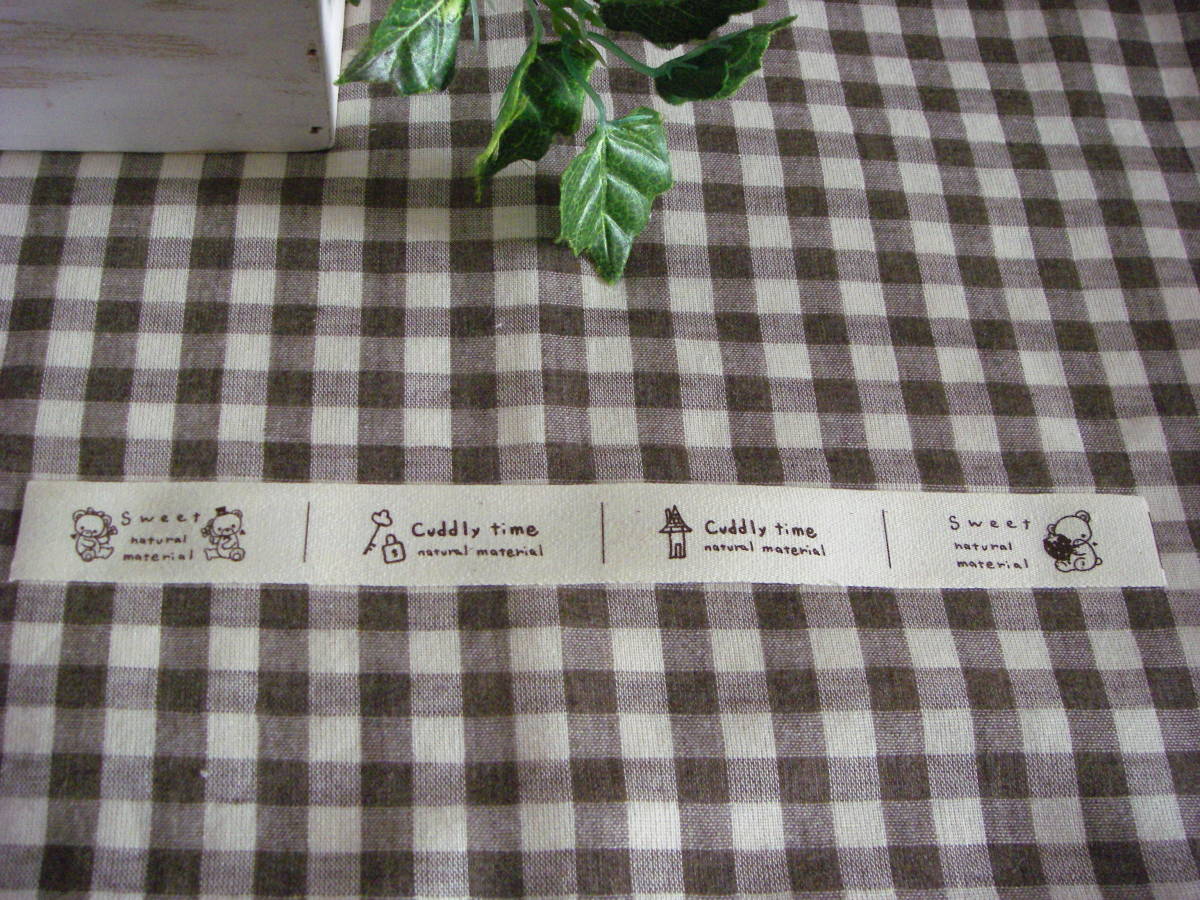 Sweet
natural
material
Cuddly time
natural material
Cuddly time
natural material
Sweet
natural
material